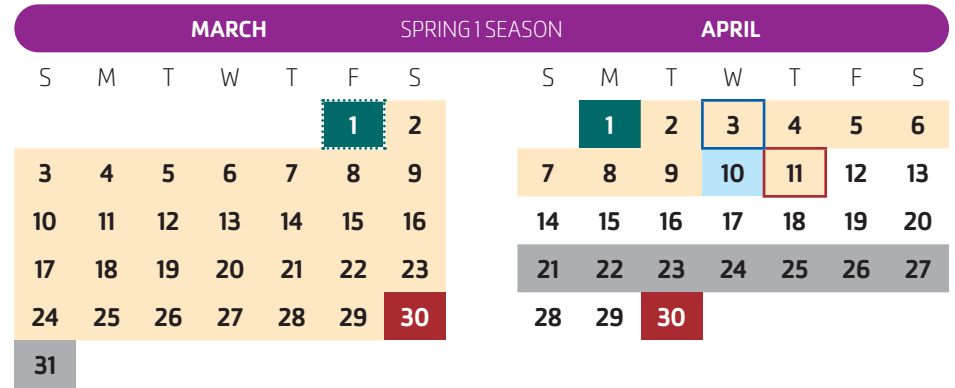 MARCH SPRING 1 SEASON APRIL
S M T W T F S S M T W T F S
1 2 1 2 3 4 5 6
3 4 5 6 7 8 9 7 8 9 10 11 12 13
10 11 12 13 14 15 16 14 15 16 17 18 19 20
17 18 19 20 21 22 23 21 22 23 24 25 26 27
24 25 26 27 28 29 30 28 29 30
31